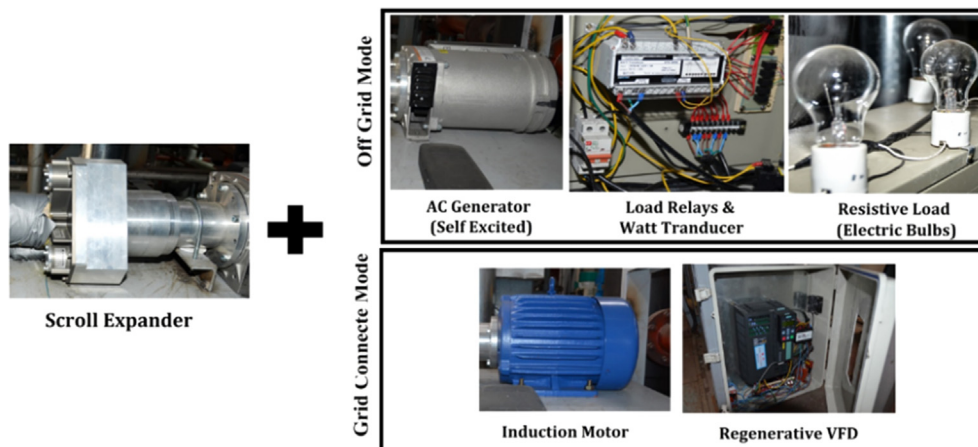 Off Grid Mode
AC Generator
(Self Excited)
Load Relays &
Watt Tranducer
Resistive Load
(Electric Bulbs)
Scroll Expander
Grid Connecte Mode
Induction Motor
Regenerative VFD